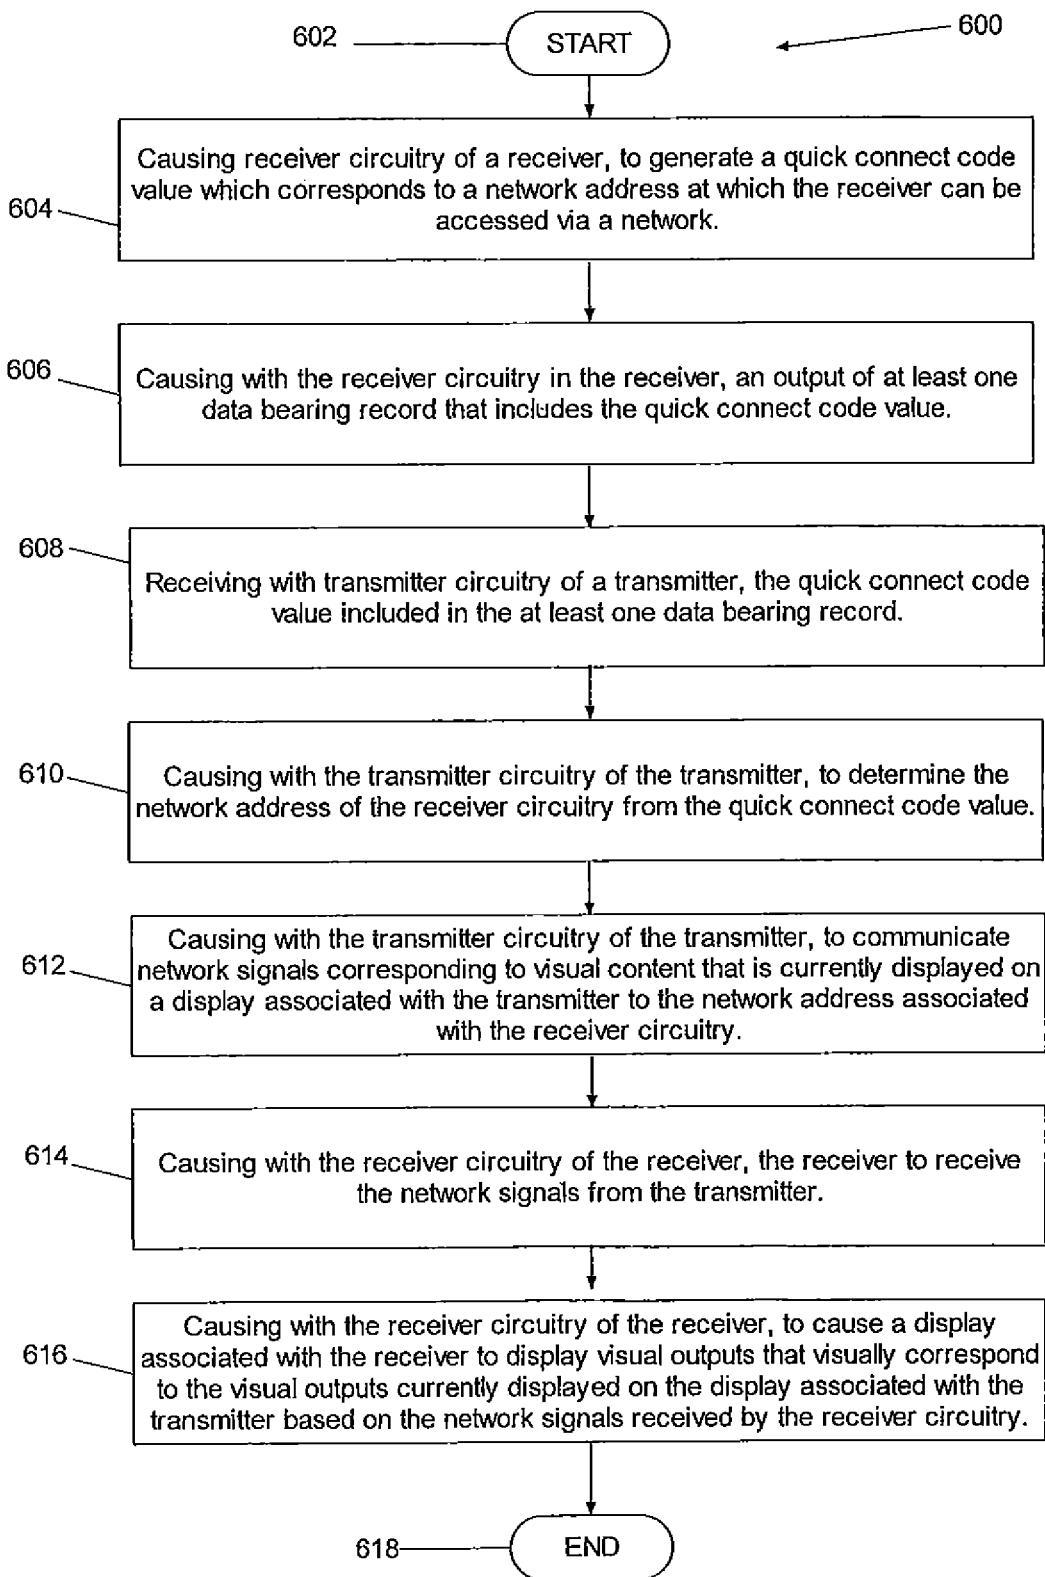 602
START
600
604
Causing receiver circuitry of a receiver, to generate a quick connect code
value which corresponds to a network address at which the receiver can be
accessed via a network.
606
Causing with the receiver circuitry in the receiver, an output of at least one
data bearing record that includes the quick connect code value.
608
Receiving with transmitter circuitry of a transmitter, the quick connect code
value included in the at least one data bearing record.
610
Causing with the transmitter circuitry of the transmitter, to determine the
network address of the receiver circuitry from the quick connect code value.
612
Causing with the transmitter circuitry of the transmitter, to communicate
network signals corresponding to visual content that is currently displayed on
a display associated with the transmitter to the network address associated
with the receiver circuitry.
614
Causing with the receiver circuitry of the receiver, the receiver to receive
the network signals from the transmitter.
616
Causing with the receiver circuitry of the receiver, to cause a display
associated with the receiver to display visual outputs that visually correspond
to the visual outputs currently displayed on the display associated with the
transmitter based on the network signals received by the receiver circuitry.
618
END